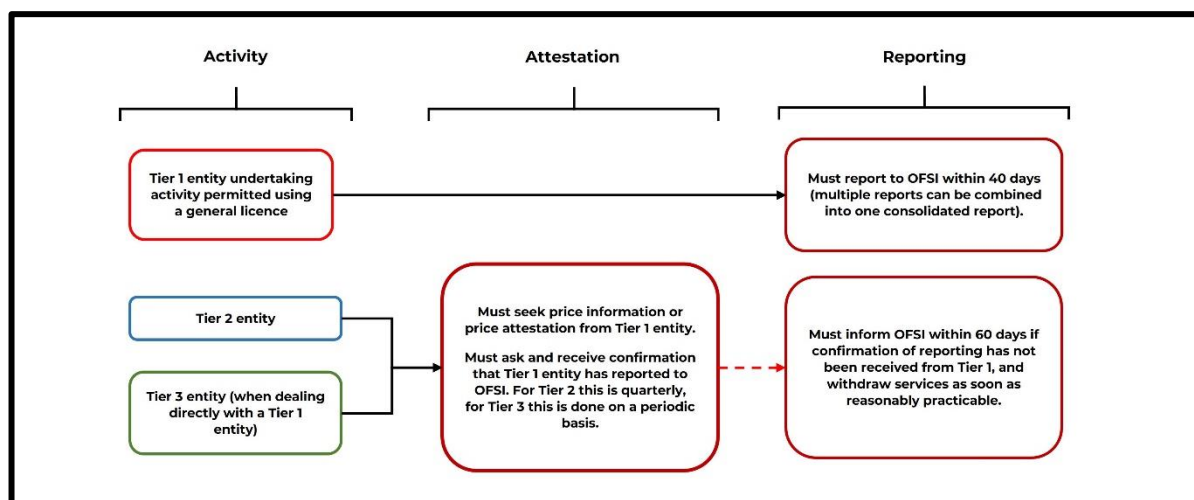 Activity
Attestation
Reporting
Tier 1 entity undertaking
activity permitted using
a general licence
Must report to OFSI within 40 days
(multiple reports can be combined
into one consolidated report).
Tier 2 entity
Tier 3 entity (when dealing
directly with a Tier 1
entity)
Must seek price information or
price attestation from Tier 1 entity.
Must ask and receive confirmation
that Tier 1 entity has reported to
OFSI. For Tier 2 this is quarterly,
for Tier 3 this is done on a periodic
basis.
Must inform OFSI within 60 days if
confirmation of reporting has not
been received from Tier 1, and
withdraw services as soon as
reasonably practicable.